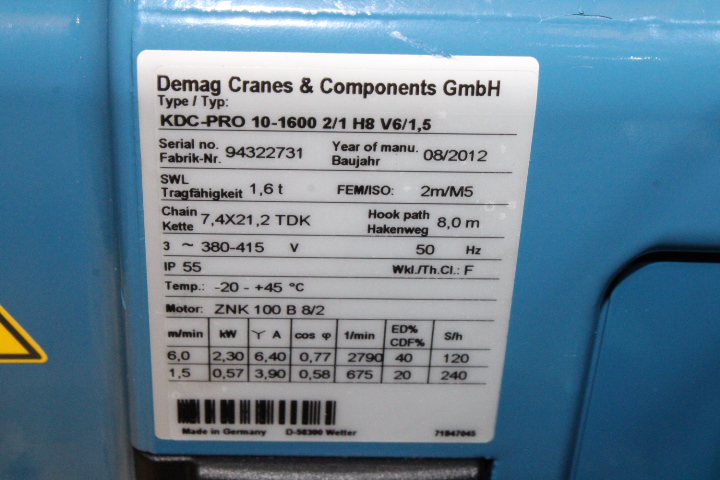 Demag Cranes & Components GmbH
Type / Typ:
KDC-PRO 10-1600 2/1 H8 V6/1,5
Serial no. Fabrik-Nr. 94322731 Year of manu. Baujahr 08/2012
SWL Tragfähigkeit 1,6 t FEM/ISO: 2m/M5
Chain Kette 7,4X21,2 TDK Hook path Hakenweg 8,0 m
3 ~ 380-415 V 50 Hz
IP 55 Wkl./Th.Cl.: F
Temp.: -20 - +45 °C
Motor: ZNK 100 B 8/2
m/min kW Y A cos φ 1/min ED% CDF% S/h
6,0 2,30 6,40 0,77 2790 40 120
1,5 0,57 3,90 0,58 675 20 240
Made in Germany D-58300 Wetter 71847045